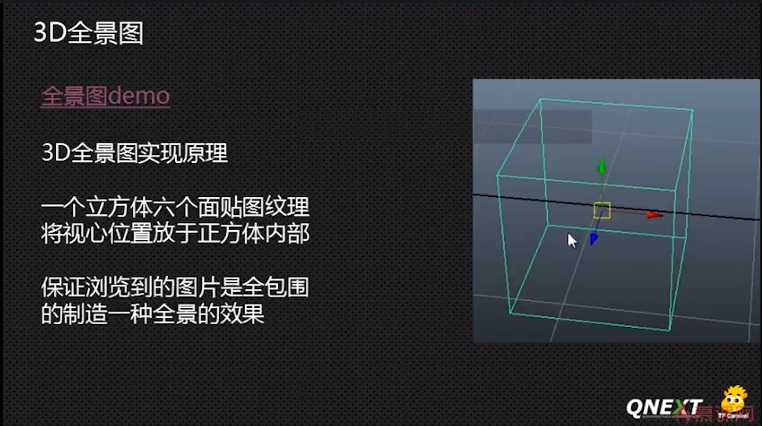 3D全景图
全景图demo
3D全景图实现原理
一个立方体六个面贴图纹理
将视心位置放于正方体内部
保证浏览到的图片是全包围
的制造一种全景的效果
QNEXT